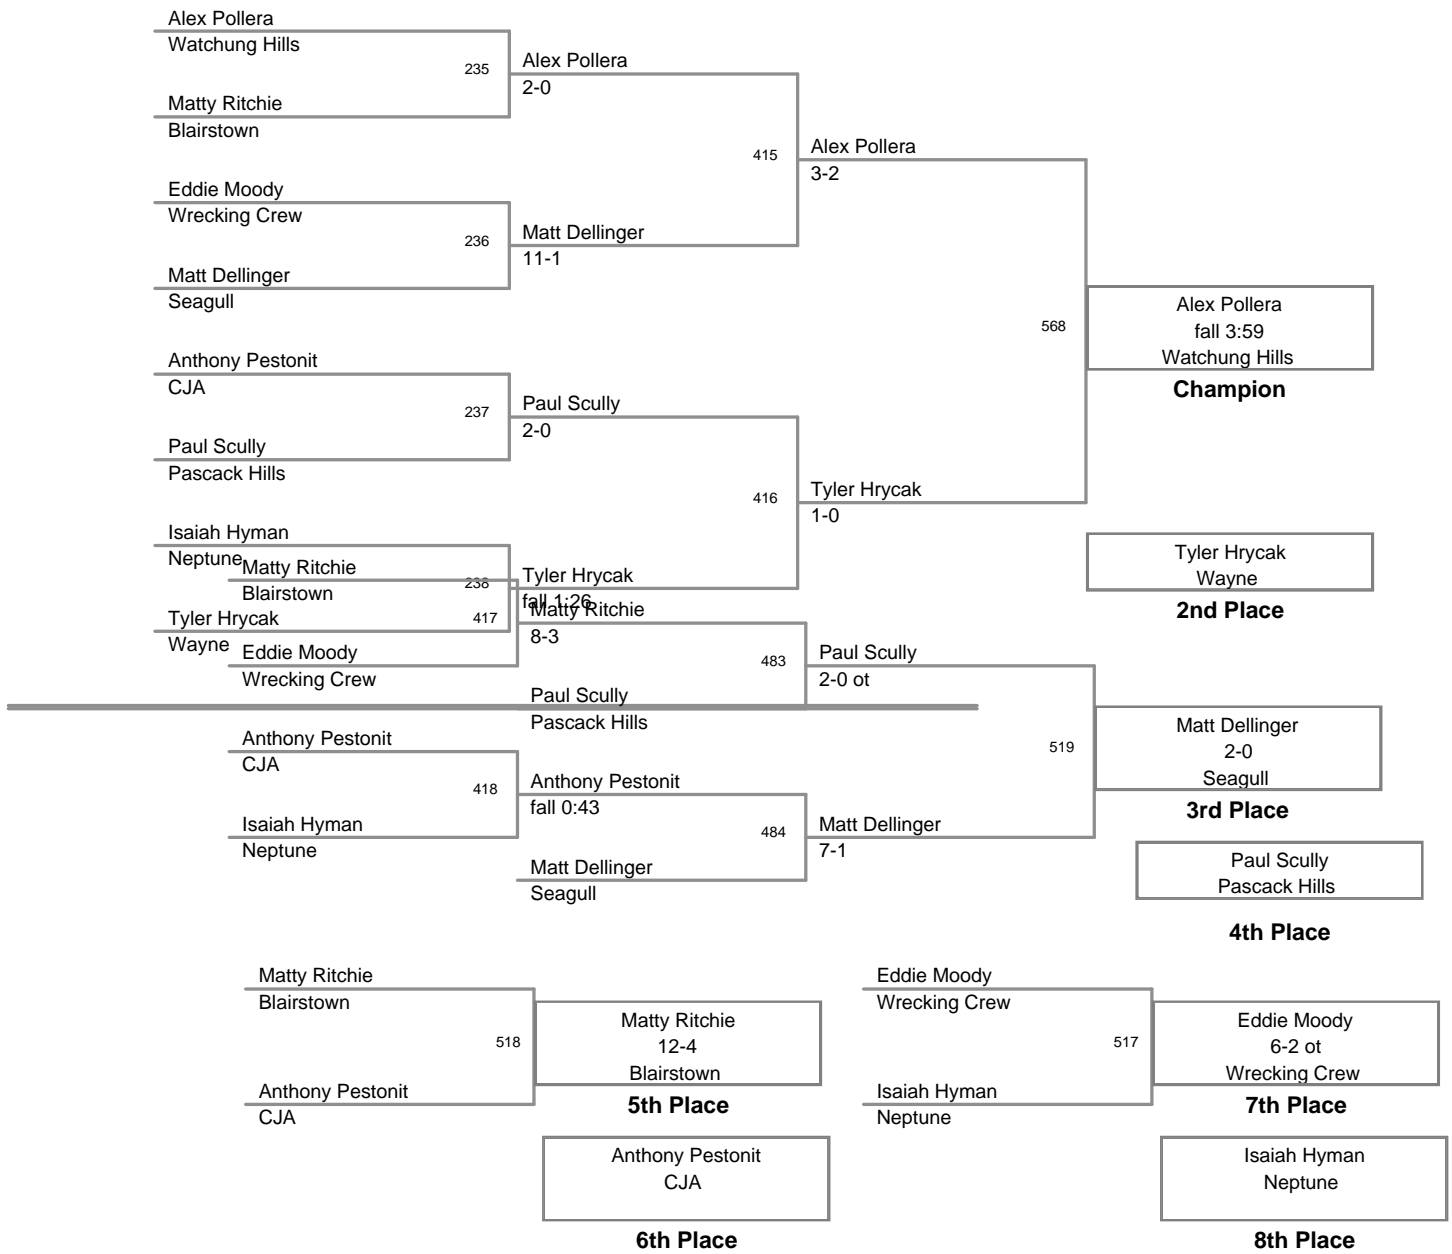 Alex Pollera
Watchung Hills
235
Alex Pollera
2-0
Matty Ritchie
Blairstown
415
Alex Pollera
3-2
Eddie Moody
Wrecking Crew
236
Matt Dellinger
11-1
Matt Dellinger
Seagull
568
Alex Pollera
fall 3:59
Watchung Hills
Champion
Anthony Pestonit
CJA
237
Paul Scully
2-0
Paul Scully
Pascack Hills
416
Tyler Hrycak
1-0
Isaiah Hyman
Neptune
238
Tyler Hrycak
fall 1:26
Tyler Hrycak
Wayne
Tyler Hrycak
Wayne
2nd Place
Matty Ritchie
Blairstown
417
Matty Ritchie
8-3
Eddie Moody
Wrecking Crew
483
Paul Scully
2-0 ot
Paul Scully
Pascack Hills
519
Matt Dellinger
2-0
Seagull
3rd Place
Anthony Pestonit
CJA
418
Anthony Pestonit
fall 0:43
Isaiah Hyman
Neptune
484
Matt Dellinger
7-1
Matt Dellinger
Seagull
Paul Scully
Pascack Hills
4th Place
Matty Ritchie
Blairstown
518
Matty Ritchie
12-4
Blairstown
5th Place
Anthony Pestonit
CJA
Anthony Pestonit
CJA
6th Place
Eddie Moody
Wrecking Crew
517
Eddie Moody
6-2 ot
Wrecking Crew
7th Place
Isaiah Hyman
Neptune
Isaiah Hyman
Neptune
8th Place